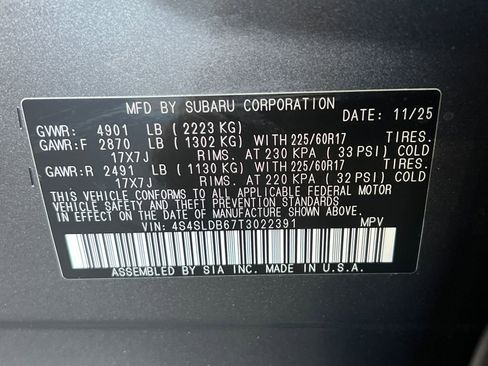 MFD BY SUBARU CORPORATION
DATE: 11/25
GVWR: 4901 LB ( 2223 KG)
GAWR:F 2870 LB ( 1302 KG) WITH 225/60R17 TIRES.
17X7J RIMS. AT 230 KPA ( 33 PSI) COLD
GAWR:R 2491 LB ( 1130 KG) WITH 225/60R17 TIRES.
17X7J RIMS. AT 220 KPA ( 32 PSI) COLD
THIS VEHICLE CONFORMS TO ALL APPLICABLE FEDERAL MOTOR
VEHICLE SAFETY, BUMPER, AND THEFT PREVENTION STANDARDS
IN EFFECT ON THE DATE OF MANUFACTURE SHOWN ABOVE.
VIN: 4S4SLDB67T3022391 MPV
ASSEMBLED BY SIA INC. MADE IN U.S.A.